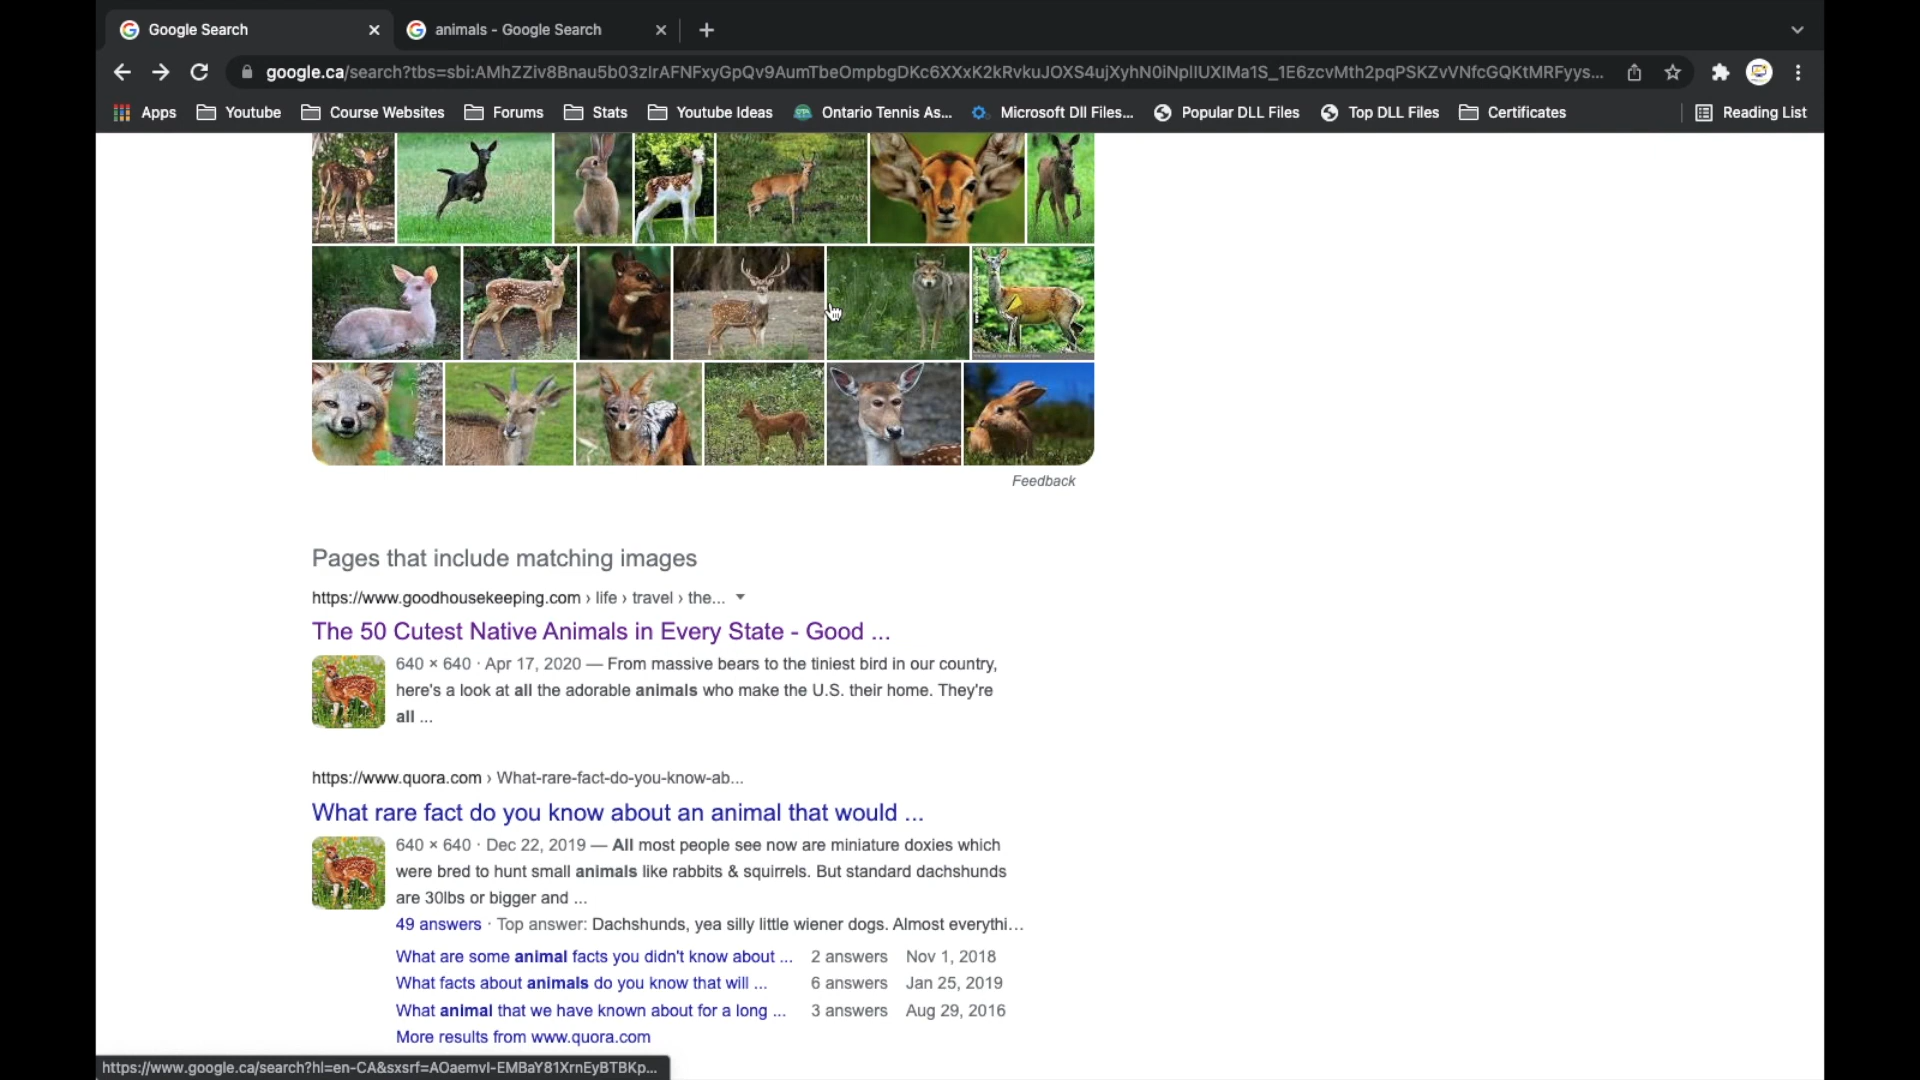 Google Search
animals - Google Search
google.ca/search?tbs=sbi:AMhZZiv8Bnau5b03zIrAFNFxyGpQv9AumTbeOmpbgDKc6XXxK2kRvkuJOXS4ujXyhN0iNplIUXIMa1S_1E6zcvMth2pqPSKZvVNfcGQKtMRFyys...
Apps Youtube Course Websites Forums Stats Youtube Ideas Ontario Tennis As... Microsoft Dll Files... Popular DLL Files Top DLL Files Certificates Reading List
Feedback
Pages that include matching images
https://www.goodhousekeeping.com › life › travel › the...
The 50 Cutest Native Animals in Every State - Good ...
640 × 640 · Apr 17, 2020 — From massive bears to the tiniest bird in our country,
here's a look at all the adorable animals who make the U.S. their home. They're
all ...
https://www.quora.com › What-rare-fact-do-you-know-ab...
What rare fact do you know about an animal that would ...
640 × 640 · Dec 22, 2019 — All most people see now are miniature doxies which
were bred to hunt small animals like rabbits & squirrels. But standard dachshunds
are 30lbs or bigger and ...
49 answers · Top answer: Dachshunds, yea silly little wiener dogs. Almost everythi...
What are some animal facts you didn't know about ... 2 answers Nov 1, 2018
What facts about animals do you know that will ... 6 answers Jan 25, 2019
What animal that we have known about for a long ... 3 answers Aug 29, 2016
More results from www.quora.com
https://www.google.ca/search?hl=en-CA&sxsrf=AOaemvI-EMBaY81XrnEyBTBKp...